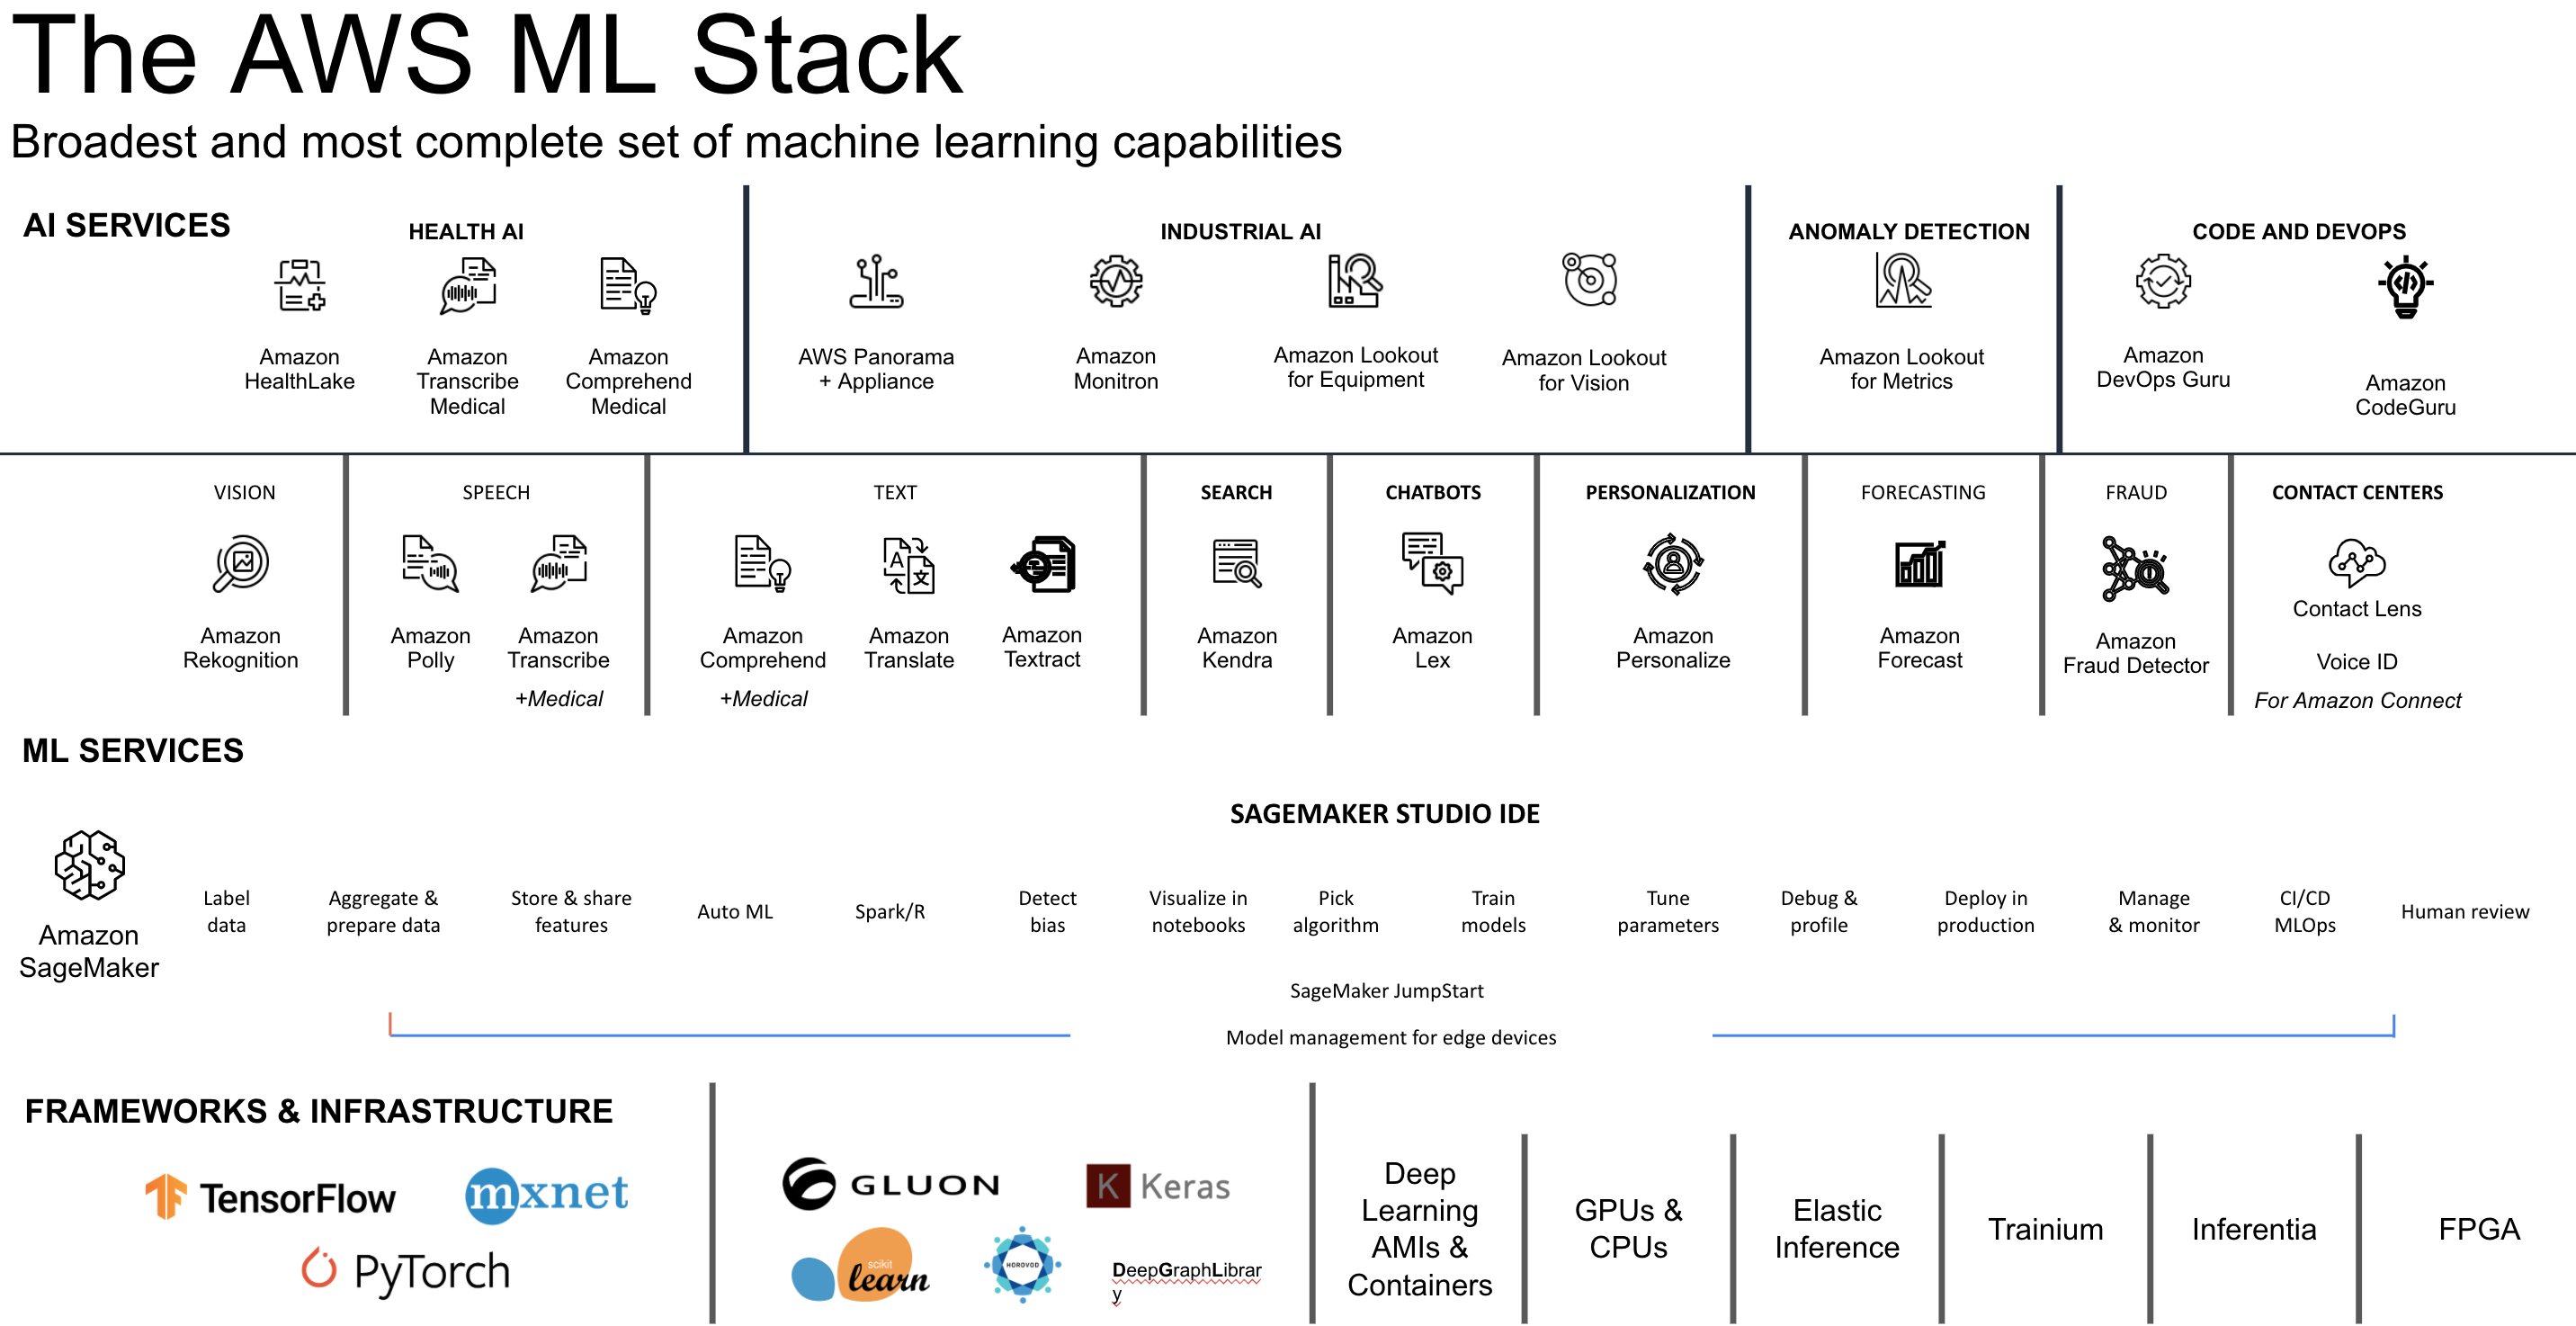 The AWS ML Stack
Broadest and most complete set of machine learning capabilities
AI SERVICES
HEALTH AI
Amazon
HealthLake
Amazon
Transcribe
Medical
Amazon
Comprehend
Medical
INDUSTRIAL AI
AWS Panorama
+ Appliance
Amazon
Monitron
Amazon Lookout
for Equipment
Amazon Lookout
for Vision
ANOMALY DETECTION
Amazon Lookout
for Metrics
CODE AND DEVOPS
Amazon
DevOps Guru
Amazon
CodeGuru
VISION
Amazon
Rekognition
SPEECH
Amazon
Polly
Amazon
Transcribe
+Medical
TEXT
Amazon
Comprehend
+Medical
A
文
Amazon
Translate
Amazon
Textract
SEARCH
Amazon
Kendra
CHATBOTS
Amazon
Lex
PERSONALIZATION
Amazon
Personalize
FORECASTING
Amazon
Forecast
FRAUD
Amazon
Fraud Detector
CONTACT CENTERS
Contact Lens
Voice ID
For Amazon Connect
ML SERVICES
Amazon
SageMaker
SAGEMAKER STUDIO IDE
Label
data
Aggregate &
prepare data
Store & share
features
Auto ML
Spark/R
Detect
bias
Visualize in
notebooks
Pick
algorithm
Train
models
Tune
parameters
Debug &
profile
Deploy in
production
Manage
& monitor
CI/CD
MLOps
Human review
SageMaker JumpStart
Model management for edge devices
FRAMEWORKS & INFRASTRUCTURE
TensorFlow
mxnet
PyTorch
GLUON
K Keras
scikit
learn
HOROVOD
DeepGraphLibrar
y
Deep
Learning
AMIs &
Containers
GPUs &
CPUs
Elastic
Inference
Trainium
Inferentia
FPGA